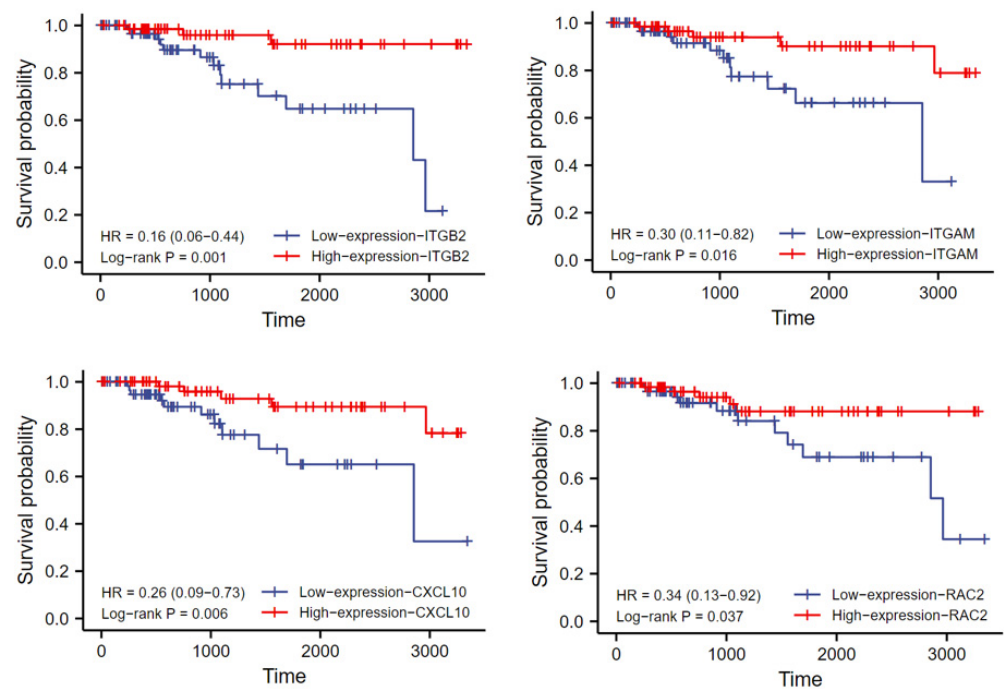 Survival probability
1.0
0.8
0.6
0.4
0.2
0.0
HR = 0.16 (0.06−0.44)
Log−rank P = 0.001
Low−expression−ITGB2
High−expression−ITGB2
0
1000
2000
3000
Time
Survival probability
1.0
0.8
0.6
0.4
0.2
0.0
HR = 0.30 (0.11−0.82)
Log−rank P = 0.016
Low−expression−ITGAM
High−expression−ITGAM
0
1000
2000
3000
Time
Survival probability
1.0
0.8
0.6
0.4
0.2
0.0
HR = 0.26 (0.09−0.73)
Log−rank P = 0.006
Low−expression−CXCL10
High−expression−CXCL10
0
1000
2000
3000
Time
Survival probability
1.0
0.8
0.6
0.4
0.2
0.0
HR = 0.34 (0.13−0.92)
Log−rank P = 0.037
Low−expression−RAC2
High−expression−RAC2
0
1000
2000
3000
Time